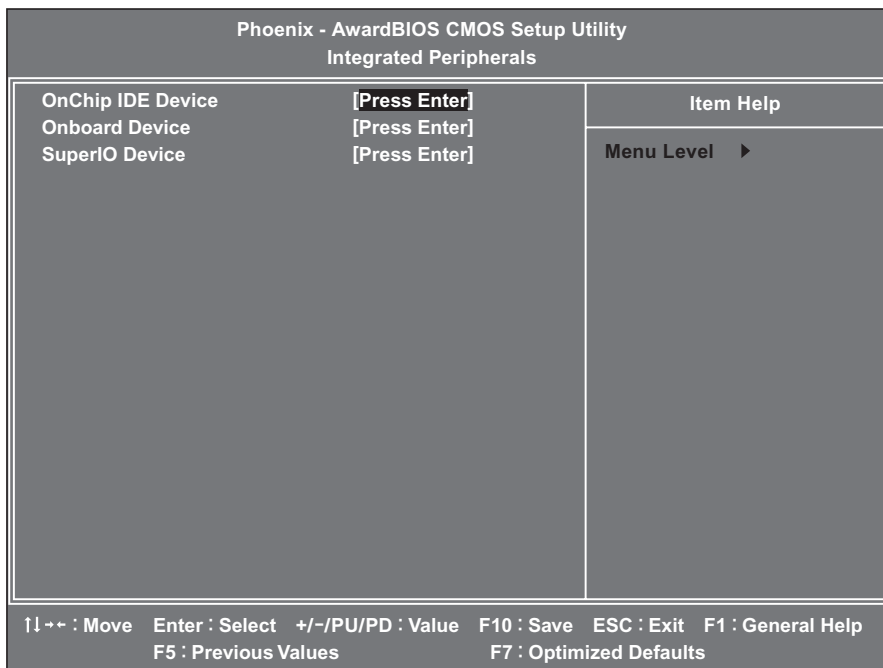 Phoenix - AwardBIOS CMOS Setup Utility
Integrated Peripherals
OnChip IDE Device [Press Enter]
Onboard Device [Press Enter]
SuperIO Device [Press Enter]
Item Help
Menu Level ▶
↑↓→← : Move Enter : Select +/-/PU/PD : Value F10 : Save ESC : Exit F1 : General Help
F5 : Previous Values F7 : Optimized Defaults